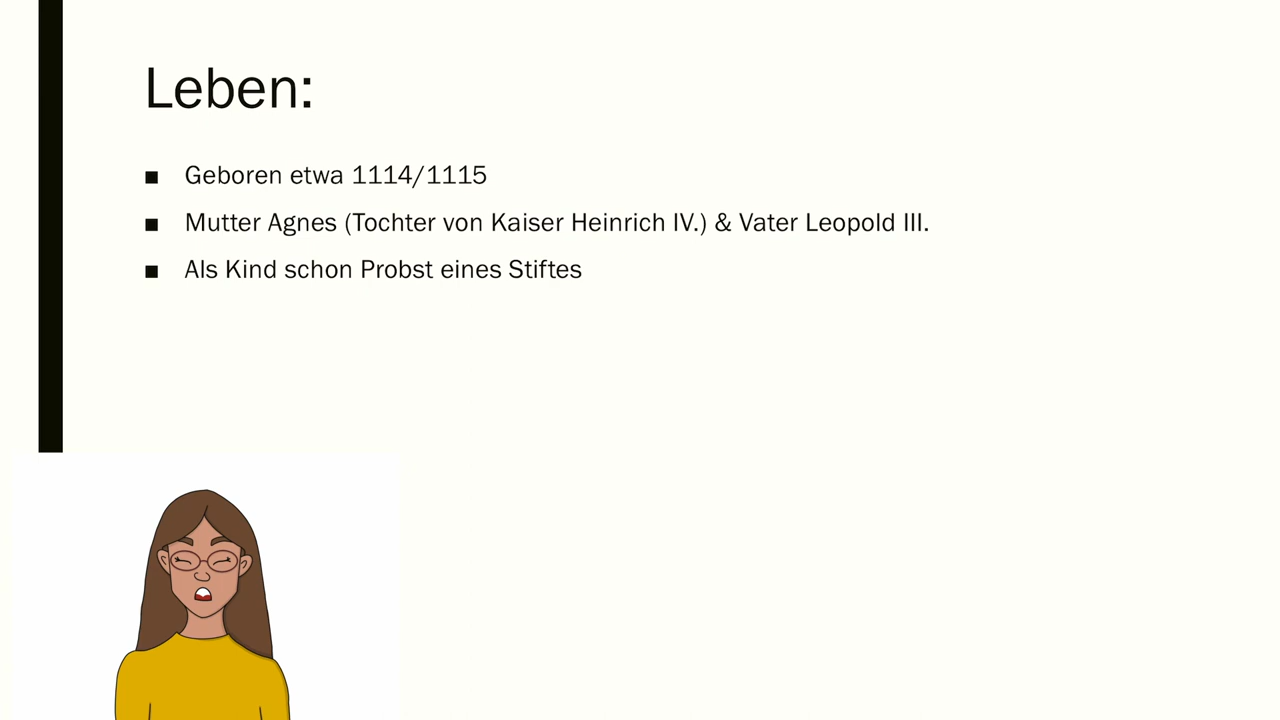 Leben:
Geboren etwa 1114/1115
Mutter Agnes (Tochter von Kaiser Heinrich IV.) & Vater Leopold III.
Als Kind schon Probst eines Stiftes